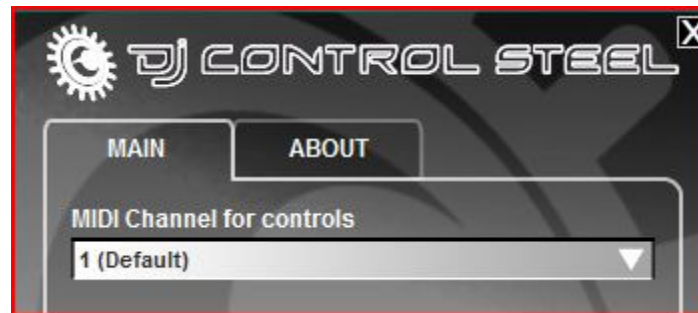 DJ CONTROL STEEL
X
MAIN
ABOUT
MIDI Channel for controls
1 (Default)